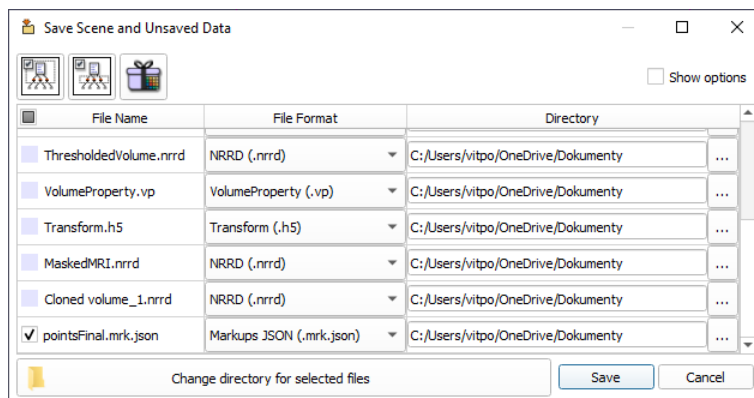 Save Scene and Unsaved Data
Show options
File Name File Format Directory
ThresholdedVolume.nrrd NRRD (.nrrd) C:/Users/vitpo/OneDrive/Dokumenty ...
VolumeProperty.vp VolumeProperty (.vp) C:/Users/vitpo/OneDrive/Dokumenty ...
Transform.h5 Transform (.h5) C:/Users/vitpo/OneDrive/Dokumenty ...
MaskedMRI.nrrd NRRD (.nrrd) C:/Users/vitpo/OneDrive/Dokumenty ...
Cloned volume_1.nrrd NRRD (.nrrd) C:/Users/vitpo/OneDrive/Dokumenty ...
pointsFinal.mrk.json Markups JSON (.mrk.json) C:/Users/vitpo/OneDrive/Dokumenty ...
Change directory for selected files Save Cancel